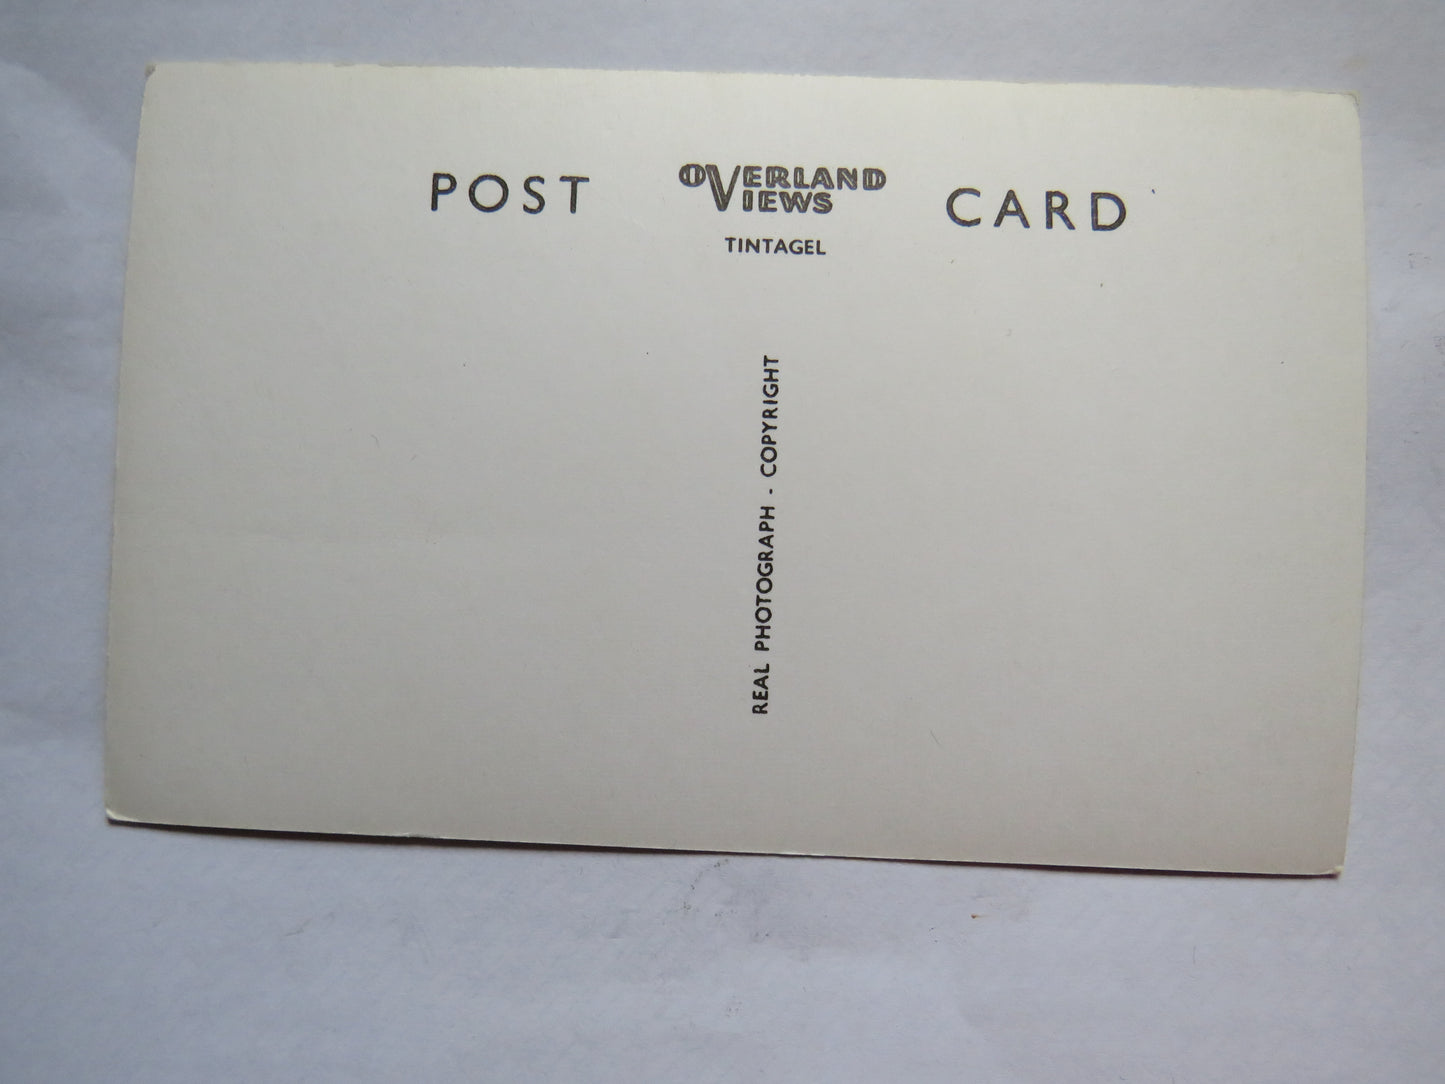 POST
OVERLAND
VIEWS
CARD
TINTAGEL
REAL PHOTOGRAPH - COPYRIGHT